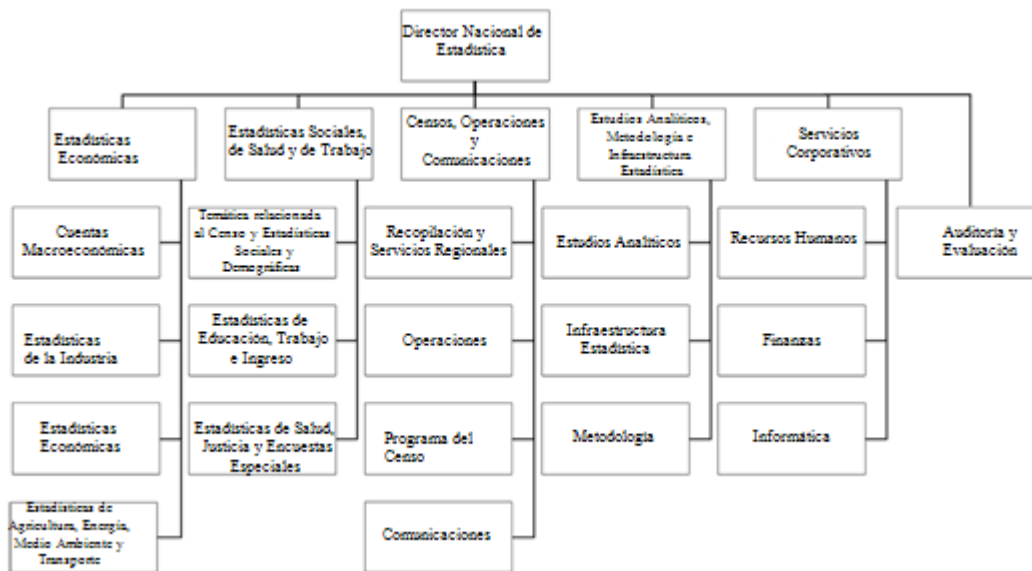 Director Nacional de
Estadística
Estadísticas
Económicas
Estadísticas Sociales,
de Salud y de Trabajo
Censos, Operaciones
y
Comunicaciones
Estudios Analíticos,
Metodología e
Infraestructura
Estadística
Servicios
Corporativos
Cuentas
Macroeconómicas
Temática relacionada
al Censo y Estadísticas
Sociales y
Demográficas
Recopilación y
Servicios Regionales
Estudios Analíticos
Recursos Humanos
Auditoría y
Evaluación
Estadísticas
de la Industria
Estadísticas de
Educación, Trabajo
e Ingreso
Operaciones
Infraestructura
Estadística
Finanzas
Estadísticas
Económicas
Estadísticas de Salud,
Justicia y Encuestas
Especiales
Programa del
Censo
Metodología
Informática
Estadísticas de
Agricultura, Energía,
Medio Ambiente y
Transporte
Comunicaciones